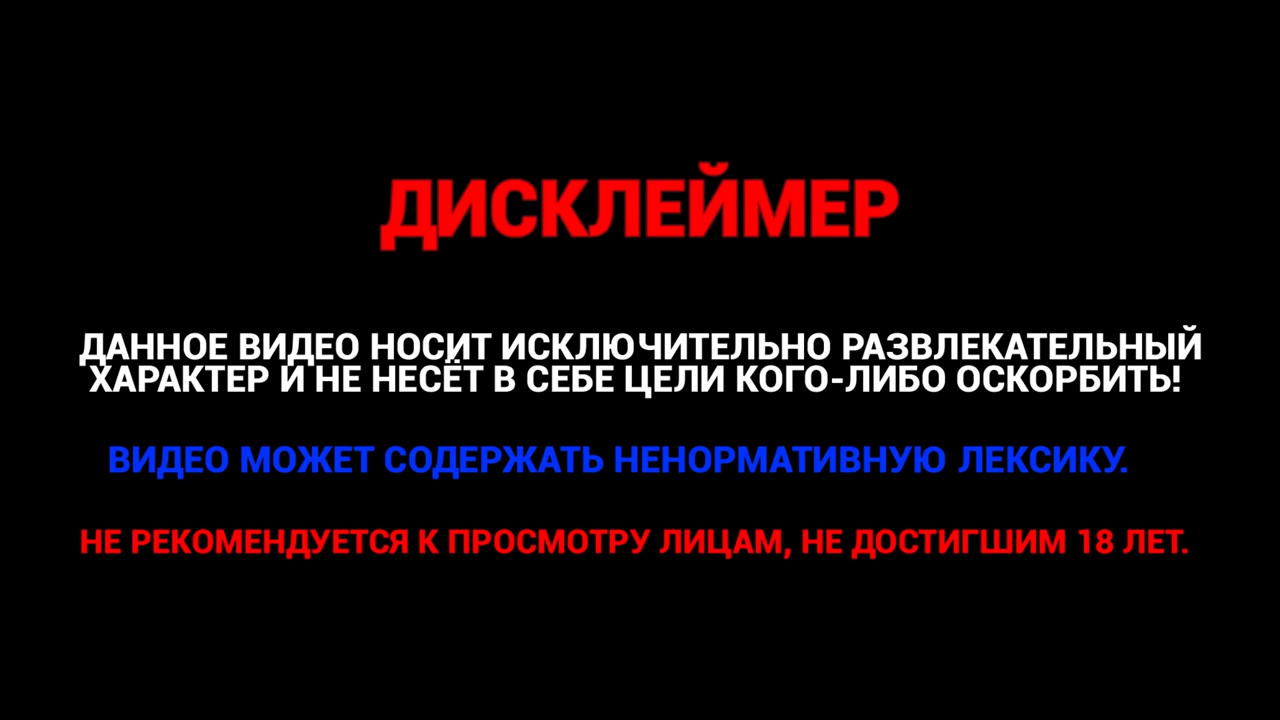 ДИСКЛЕЙМЕР
ДАННОЕ ВИДЕО НОСИТ ИСКЛЮЧИТЕЛЬНО РАЗВЛЕКАТЕЛЬНЫЙ
ХАРАКТЕР И НЕ НЕСЁТ В СЕБЕ ЦЕЛИ КОГО-ЛИБО ОСКОРБИТЬ!
ВИДЕО МОЖЕТ СОДЕРЖАТЬ НЕНОРМАТИВНУЮ ЛЕКСИКУ.
НЕ РЕКОМЕНДУЕТСЯ К ПРОСМОТРУ ЛИЦАМ, НЕ ДОСТИГШИМ 18 ЛЕТ.